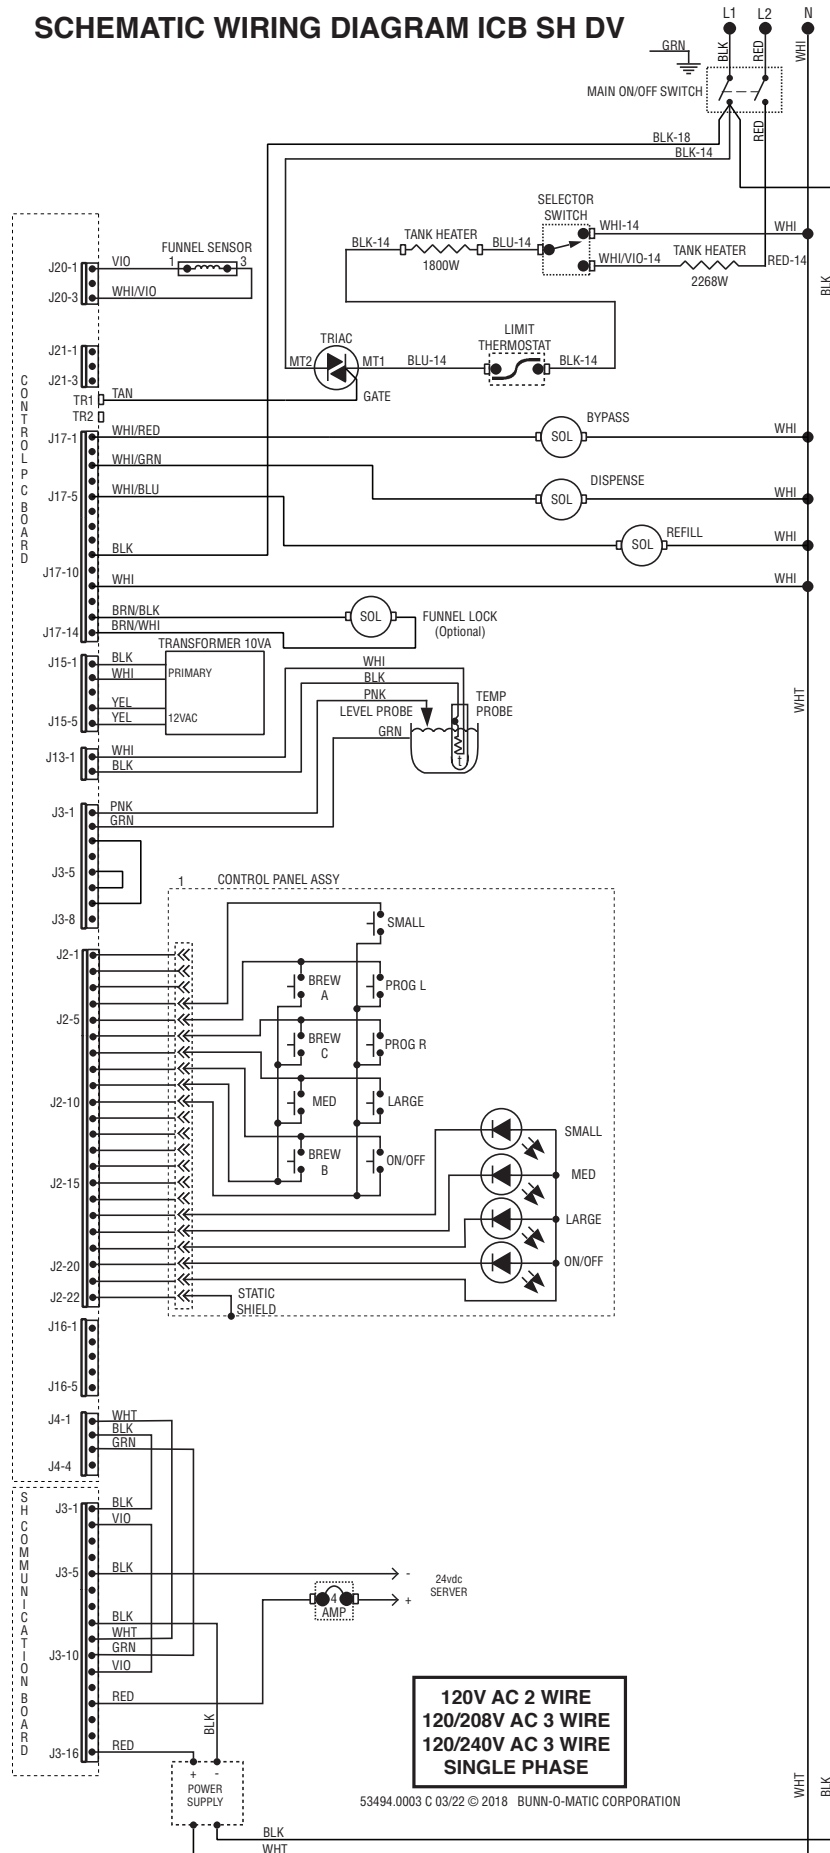 SCHEMATIC WIRING DIAGRAM ICB SH DV
L1 L2 N
GRN
BLK
RED
WHI
MAIN ON/OFF SWITCH
RED
BLK-18
BLK-14
SELECTOR
SWITCH
WHI-14
WHI
BLK-14
TANK HEATER
1800W
BLU-14
WHI/VIO-14
TANK HEATER
2268W
RED-14
BLK
FUNNEL SENSOR
J20-1
VIO
1
3
J20-3
WHI/VIO
J21-1
J21-3
TRIAC
MT2
MT1
BLU-14
LIMIT
THERMOSTAT
BLK-14
GATE
TR1
TAN
TR2
CONTROL PC BOARD
J17-1
WHI/RED
SOL
BYPASS
WHI
WHI/GRN
J17-5
WHI/BLU
SOL
DISPENSE
WHI
SOL
REFILL
WHI
BLK
J17-10
WHI
WHI
BRN/BLK
SOL
FUNNEL LOCK
(Optional)
J17-14
BRN/WHI
TRANSFORMER 10VA
J15-1
BLK
WHI
PRIMARY
YEL
J15-5
YEL
12VAC
WHI
BLK
PNK
LEVEL PROBE
TEMP
PROBE
GRN
t
WHT
J13-1
WHI
BLK
J3-1
PNK
GRN
J3-5
J3-8
1
CONTROL PANEL ASSY
SMALL
J2-1
BREW
A
PROG L
J2-5
BREW
C
PROG R
J2-10
MED
LARGE
BREW
B
ON/OFF
J2-15
SMALL
MED
LARGE
ON/OFF
J2-20
J2-22
STATIC
SHIELD
J16-1
J16-5
J4-1
WHT
BLK
GRN
J4-4
SH COMMUNICATION BOARD
J3-1
BLK
VIO
J3-5
BLK
-
24vdc
SERVER
+
4
AMP
BLK
WHT
J3-10
GRN
VIO
RED
BLK
J3-16
RED
+ -
POWER
SUPPLY
120V AC 2 WIRE
120/208V AC 3 WIRE
120/240V AC 3 WIRE
SINGLE PHASE
53494.0003 C 03/22 © 2018 BUNN-O-MATIC CORPORATION
WHT
BLK
BLK
WHT